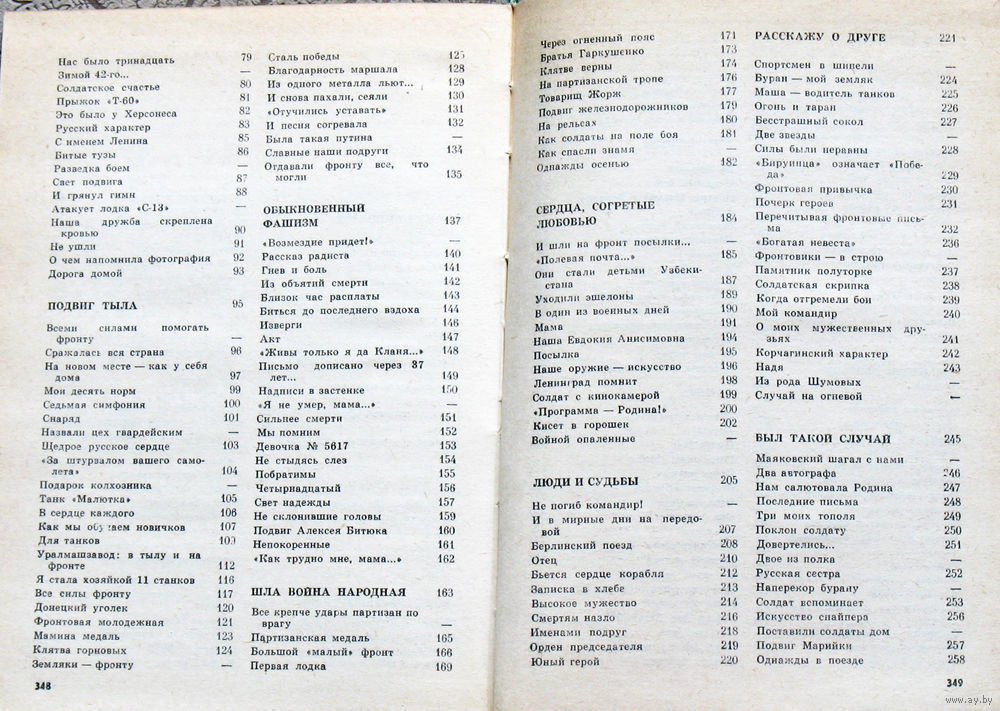 Нас было тринадцать 79
Зимой 42-го... —
Солдатское счастье 80
Прыжок «Т-60» 81
Это было у Херсонеса 82
Русский характер 83
С именем Ленина 85
Битые тузы 86
Разведка боем —
Свет подвига 87
И грянул гимн 88
Атакует лодка «С-13» —
Наша дружба скреплена
кровью 90
Не ушли 91
О чем напомнила фотография 92
Дорога домой 93
ПОДВИГ ТЫЛА 95
Всеми силами помогать
фронту —
Сражалась вся страна 96
На новом месте — как у себя
дома 97
Мои десять норм 99
Седьмая симфония 100
Снаряд 101
Назвали цех гвардейским —
Щедрое русское сердце 103
«За штурвалом вашего само-
лета» 104
Подарок колхозника —
Танк «Малютка» 105
В сердце каждого 106
Как мы обучаем новичков 107
Для танков 109
Уралмашзавод: в тылу и на
фронте 112
Я стала хозяйкой 11 станков 116
Все силы фронту 117
Донецкий уголек 120
Фронтовая молодежная 121
Мамина медаль 123
Клятва горновых 124
Земляки — фронту —
348
Сталь победы 125
Благодарность маршала 128
Из одного металла льют... 129
И снова пахали, сеяли 130
«Отучились уставать» 131
И песня согревала 132
Была такая путина —
Славные наши подруги 134
Отдавали фронту все, что
могли 135
ОБЫКНОВЕННЫЙ
ФАШИЗМ 137
«Возмездие придет!» —
Рассказ радиста 140
Гнев и боль 141
Из объятий смерти 142
Близок час расплаты 143
Биться до последнего вздоха 144
Изверги 146
Акт 147
«Живы только я да Кланя...» 148
Письмо дописано через 37
лет... 149
Надписи в застенке 150
«Я не умер, мама...» —
Сильнее смерти 151
Мы помним 152
Девочка № 5617 153
Не стыдясь слез 154
Побратимы 155
Четырнадцатый 156
Свет надежды 157
Не склонившие головы 159
Подвиг Алексея Битюка 160
Непокоренные 161
«Как трудно мне, мама...» 162
ШЛА ВОЙНА НАРОДНАЯ 163
Все крепче удары партизан по
врагу —
Партизанская медаль 165
Большой «малый» фронт 166
Первая лодка 169
Через огненный пояс 171
Братья Гаркушенко 173
Клятве верны 174
На партизанской тропе 176
Товарищ Жорж 177
Подвиг железнодорожников 179
На рельсах 180
Как солдаты на поле боя 181
Как спасли знамя —
Однажды осенью 182
СЕРДЦА, СОГРЕТЫЕ
ЛЮБОВЬЮ 184
И шли на фронт посылки... —
«Полевая почта...» 185
Они стали детьми Узбеки-
стана 187
Уходили эшелоны 189
В один из военных дней 190
Мама 191
Наша Евдокия Анисимовна 194
Посылка 195
Наше оружие — искусство 196
Ленинград помнит 198
Солдат с кинокамерой 199
«Программа — Родина!» 200
Кисет в горошек 202
Войной опаленные —
ЛЮДИ И СУДЬБЫ 205
Не погиб командир! —
И в мирные дни на передо-
вой 207
Берлинский поезд 208
Отец 210
Бьется сердце корабля 212
Записка в хлебе 213
Высокое мужество 214
Смертям назло 216
Именами подруг 218
Орден председателя 219
Юный герой 220
РАССКАЖУ О ДРУГЕ 221
Спортсмен в шинели —
Буран — мой земляк 224
Маша — водитель танков 225
Огонь и таран 226
Бесстрашный сокол 227
Две звезды —
Силы были неравны 228
«Бируинца» означает «Побе-
да» 229
Фронтовая привычка 230
Почерк героев 231
Перечитывая фронтовые пись-
ма 232
«Богатая невеста» 236
Фронтовики — в строю —
Памятник полуторке 237
Солдатская скрипка 238
Когда отгремели бои 239
Мой командир 240
О моих мужественных дру-
зьях 241
Корчагинский характер 242
Надя 243
Из рода Шумовых —
Случай на огневой —
БЫЛ ТАКОЙ СЛУЧАЙ 245
Маяковский шагал с нами —
Два автографа 246
Нам салютовала Родина 247
Последние письма 248
Три моих тополя 249
Поклон солдату 250
Довертелись... 251
Двое из полка —
Русская сестра 252
Наперекор бурану —
Солдат вспоминает 253
Искусство снайпера 256
Поставили солдаты дом —
Подвиг Марийки 257
Однажды в поезде 258
349
www.ay.by